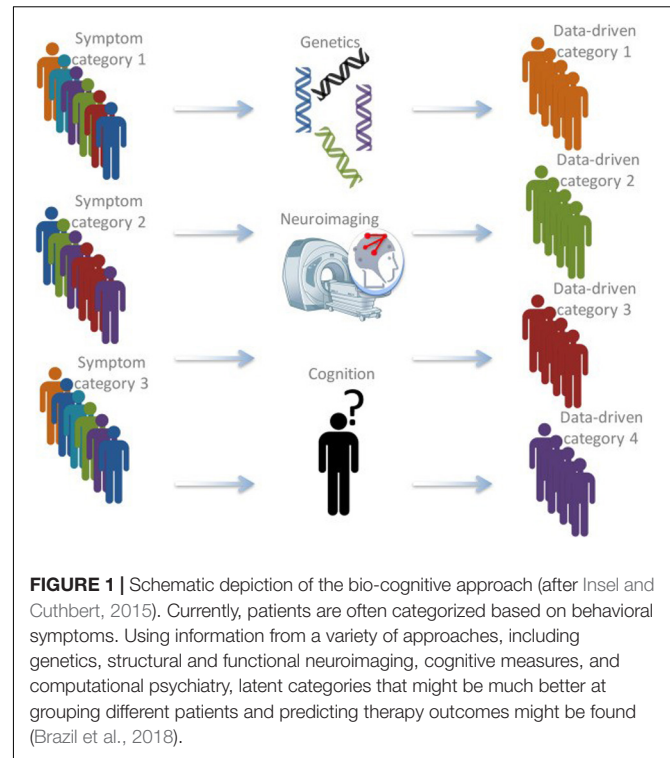 Symptom
category 1
Genetics
Data-driven
category 1
Symptom
category 2
Neuroimaging
Data-driven
category 2
Symptom
category 3
Cognition
?
Data-driven
category 3
Data-driven
category 4
FIGURE 1 | Schematic depiction of the bio-cognitive approach (after Insel and
Cuthbert, 2015). Currently, patients are often categorized based on behavioral
symptoms. Using information from a variety of approaches, including
genetics, structural and functional neuroimaging, cognitive measures, and
computational psychiatry, latent categories that might be much better at
grouping different patients and predicting therapy outcomes might be found
(Brazil et al., 2018).